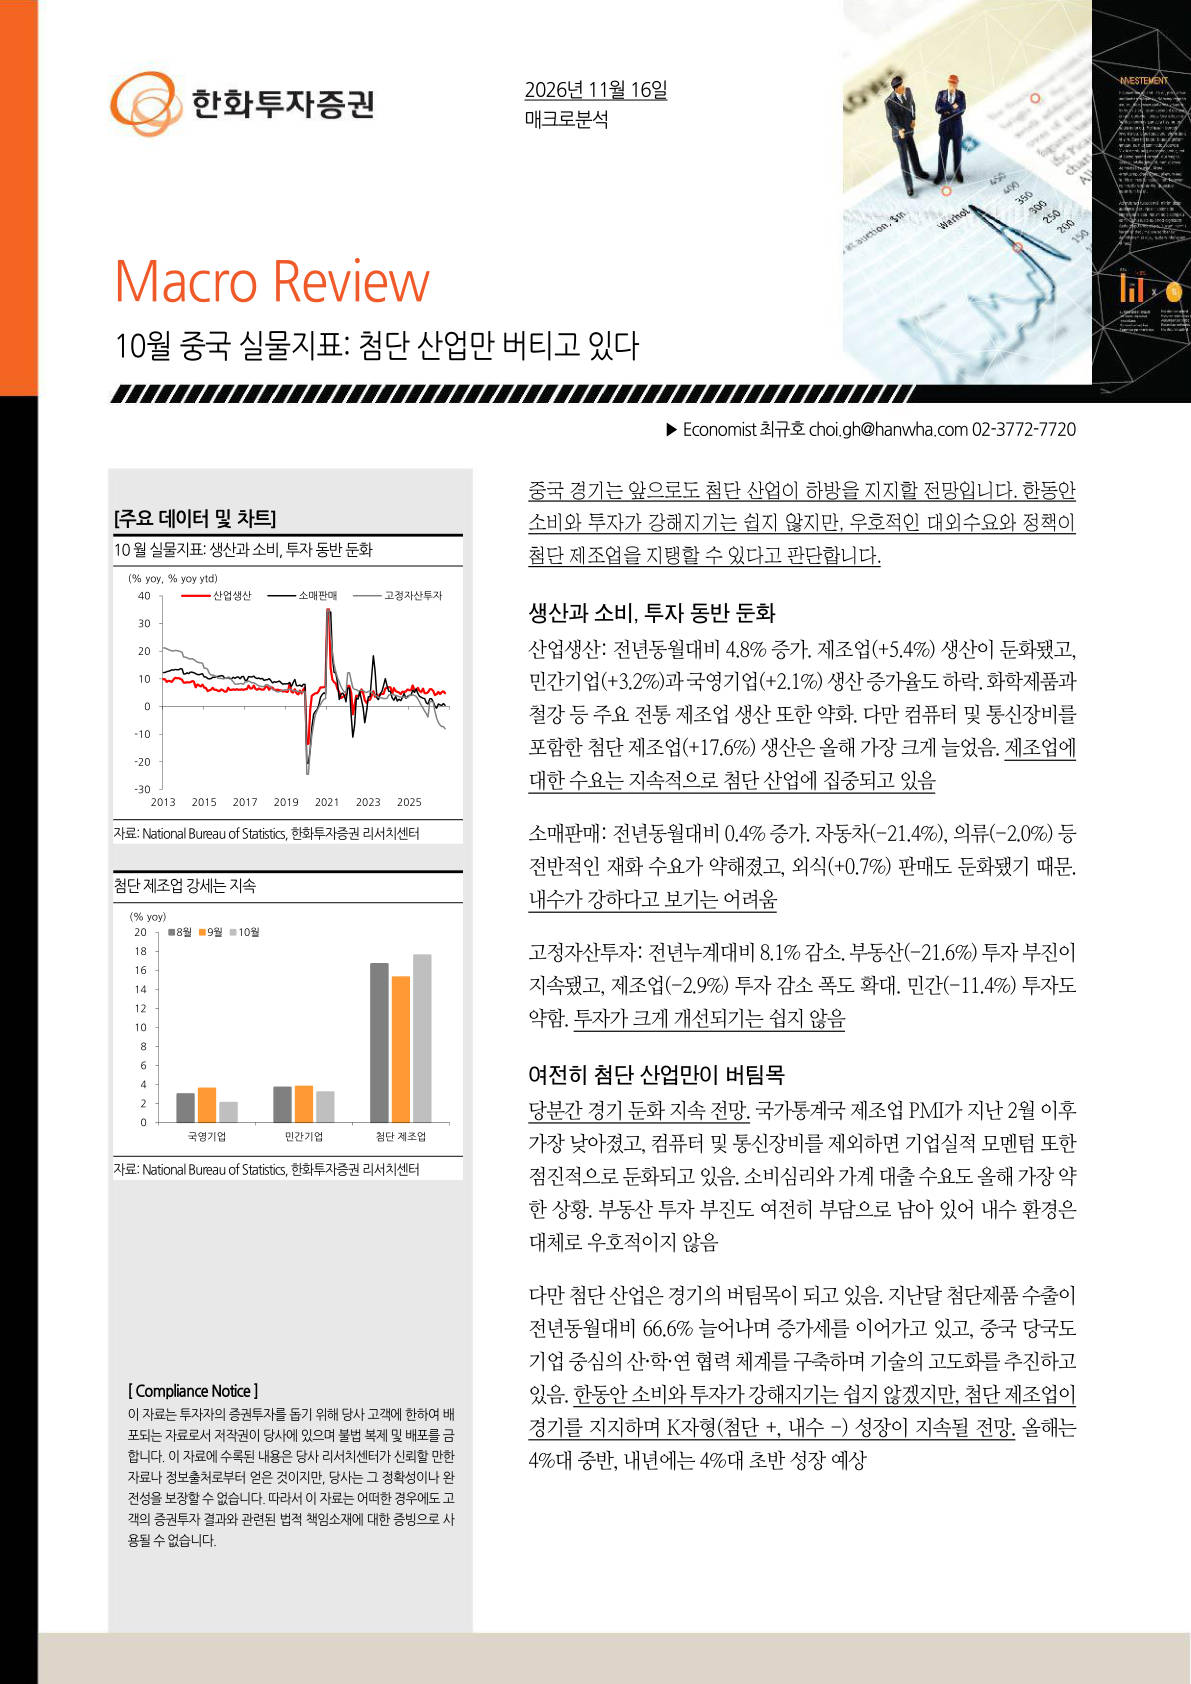 한화투자증권
2026년 11월 16일
매크로분석
INVESTEMENT
Warhol
at auction, $m
450
400
350
300
250
200
150
Macro Review
10월 중국 실물지표: 첨단 산업만 버티고 있다
▶ Economist 최규호 choi.gh@hanwha.com 02-3772-7720
[주요 데이터 및 차트]
10월 실물지표: 생산과 소비, 투자 동반 둔화
(% yoy, % yoy ytd)
산업생산 소매판매 고정자산투자
40
30
20
10
0
-10
-20
-30
2013 2015 2017 2019 2021 2023 2025
자료: National Bureau of Statistics, 한화투자증권 리서치센터
첨단 제조업 강세는 지속
(% yoy)
8월 9월 10월
20
18
16
14
12
10
8
6
4
2
0
국영기업 민간기업 첨단 제조업
자료: National Bureau of Statistics, 한화투자증권 리서치센터
[ Compliance Notice ]
이 자료는 투자자의 증권투자를 돕기 위해 당사 고객에 한하여 배
포되는 자료로서 저작권이 당사에 있으며 불법 복제 및 배포를 금
합니다. 이 자료에 수록된 내용은 당사 리서치센터가 신뢰할 만한
자료나 정보출처로부터 얻은 것이지만, 당사는 그 정확성이나 완
전성을 보장할 수 없습니다. 따라서 이 자료는 어떠한 경우에도 고
객의 증권투자 결과와 관련된 법적 책임소재에 대한 증빙으로 사
용될 수 없습니다.
중국 경기는 앞으로도 첨단 산업이 하방을 지지할 전망입니다. 한동안
소비와 투자가 강해지기는 쉽지 않지만, 우호적인 대외수요와 정책이
첨단 제조업을 지탱할 수 있다고 판단합니다.
생산과 소비, 투자 동반 둔화
산업생산: 전년동월대비 4.8% 증가. 제조업(+5.4%) 생산이 둔화됐고,
민간기업(+3.2%)과 국영기업(+2.1%) 생산 증가율도 하락. 화학제품과
철강 등 주요 전통 제조업 생산 또한 약화. 다만 컴퓨터 및 통신장비를
포함한 첨단 제조업(+17.6%) 생산은 올해 가장 크게 늘었음. 제조업에
대한 수요는 지속적으로 첨단 산업에 집중되고 있음
소매판매: 전년동월대비 0.4% 증가. 자동차(-21.4%), 의류(-2.0%) 등
전반적인 재화 수요가 약해졌고, 외식(+0.7%) 판매도 둔화됐기 때문.
내수가 강하다고 보기는 어려움
고정자산투자: 전년누계대비 8.1% 감소. 부동산(-21.6%) 투자 부진이
지속됐고, 제조업(-2.9%) 투자 감소 폭도 확대. 민간(-11.4%) 투자도
약함. 투자가 크게 개선되기는 쉽지 않음
여전히 첨단 산업만이 버팀목
당분간 경기 둔화 지속 전망. 국가통계국 제조업 PMI가 지난 2월 이후
가장 낮아졌고, 컴퓨터 및 통신장비를 제외하면 기업실적 모멘텀 또한
점진적으로 둔화되고 있음. 소비심리와 가계 대출 수요도 올해 가장 약
한 상황. 부동산 투자 부진도 여전히 부담으로 남아 있어 내수 환경은
대체로 우호적이지 않음
다만 첨단 산업은 경기의 버팀목이 되고 있음. 지난달 첨단제품 수출이
전년동월대비 66.6% 늘어나며 증가세를 이어가고 있고, 중국 당국도
기업 중심의 산·학·연 협력 체계를 구축하며 기술의 고도화를 추진하고
있음. 한동안 소비와 투자가 강해지기는 쉽지 않겠지만, 첨단 제조업이
경기를 지지하며 K자형(첨단 +, 내수 -) 성장이 지속될 전망. 올해는
4%대 중반, 내년에는 4%대 초반 성장 예상